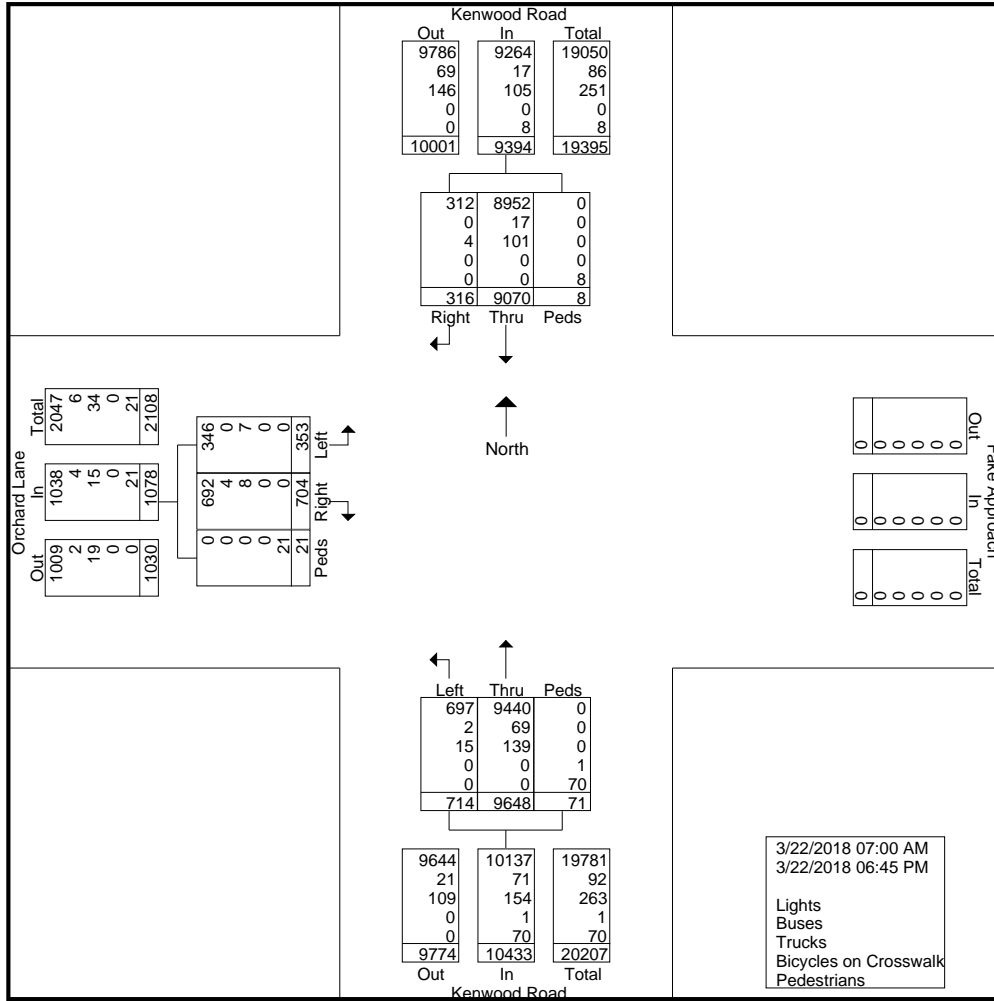 Kenwood Road
Out In Total
9786 9264 19050
69 17 86
146 105 251
0 0 0
0 8 8
10001 9394 19395
312 8952 0
0 17 0
4 101 0
0 0 0
0 0 8
316 9070 8
Right Thru Peds
North
Orchard Lane
Total
2047
6
34
0
21
2108
In
1038
4
15
0
21
1078
Out
1009
2
19
0
0
1030
346
0
7
0
0
353
Left
692
4
8
0
0
704
Right
0
0
0
0
21
21
Peds
Fake Approach
Out
0
0
0
0
0
0
In
0
0
0
0
0
0
Total
0
0
0
0
0
0
Left Thru Peds
697 9440 0
2 69 0
15 139 0
0 0 1
0 0 70
714 9648 71
9644 10137 19781
21 71 92
109 154 263
0 1 1
0 70 70
9774 10433 20207
Out In Total
Kenwood Road
3/22/2018 07:00 AM
3/22/2018 06:45 PM
Lights
Buses
Trucks
Bicycles on Crosswalk
Pedestrians